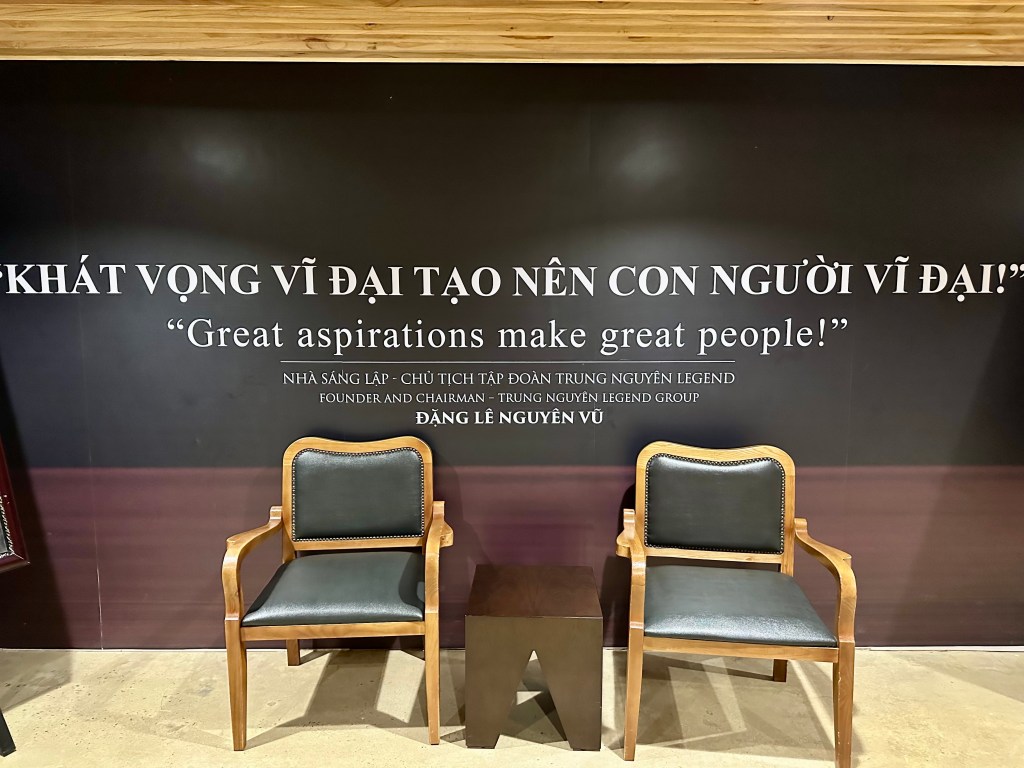 “KHÁT VỌNG VĨ ĐẠI TẠO NÊN CON NGƯỜI VĨ ĐẠI!”
“Great aspirations make great people!”
NHÀ SÁNG LẬP - CHỦ TỊCH TẬP ĐOÀN TRUNG NGUYÊN LEGEND
FOUNDER AND CHAIRMAN – TRUNG NGUYÊN LEGEND GROUP
ĐẶNG LÊ NGUYÊN VŨ